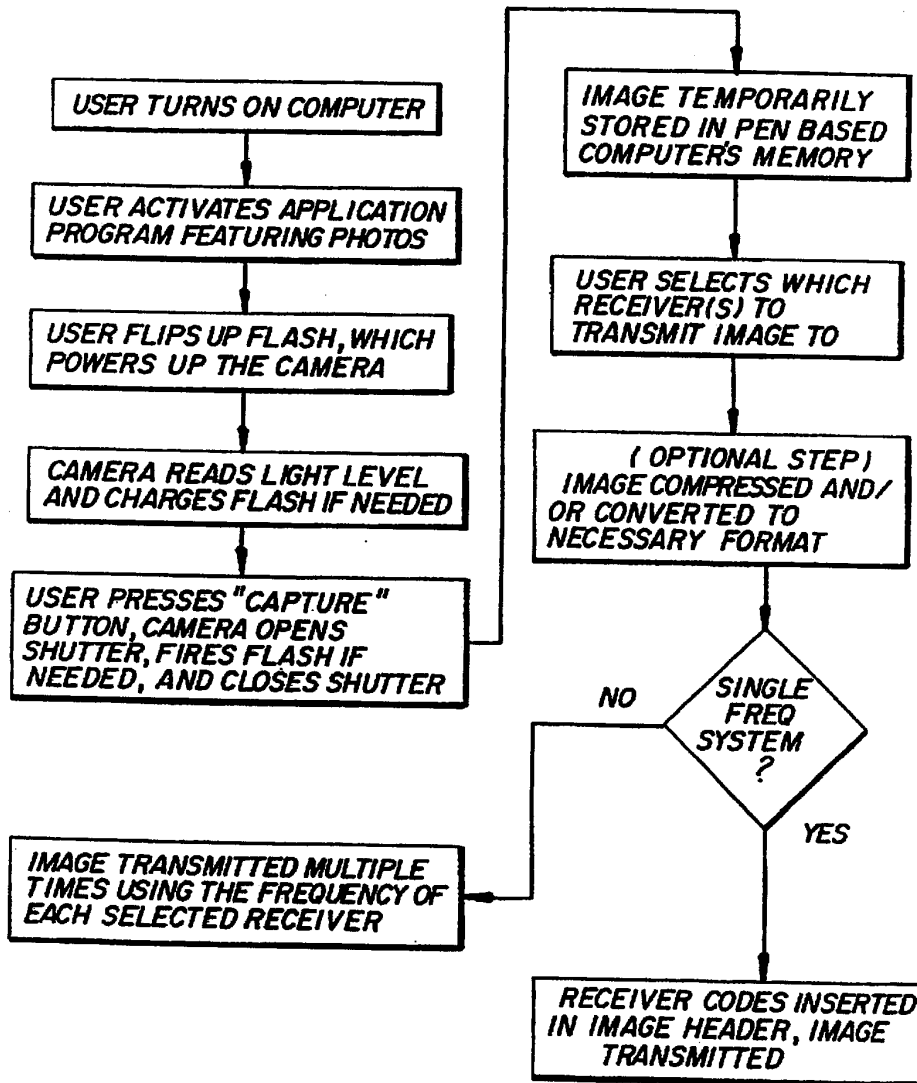 USER TURNS ON COMPUTER
USER ACTIVATES APPLICATION
PROGRAM FEATURING PHOTOS
USER FLIPS UP FLASH, WHICH
POWERS UP THE CAMERA
CAMERA READS LIGHT LEVEL
AND CHARGES FLASH IF NEEDED
USER PRESSES "CAPTURE"
BUTTON, CAMERA OPENS
SHUTTER, FIRES FLASH IF
NEEDED, AND CLOSES SHUTTER
IMAGE TEMPORARILY
STORED IN PEN BASED
COMPUTER'S MEMORY
USER SELECTS WHICH
RECEIVER(S) TO
TRANSMIT IMAGE TO
(OPTIONAL STEP)
IMAGE COMPRESSED AND/
OR CONVERTED TO
NECESSARY FORMAT
SINGLE
FREQ
SYSTEM
?
NO
YES
IMAGE TRANSMITTED MULTIPLE
TIMES USING THE FREQUENCY OF
EACH SELECTED RECEIVER
RECEIVER CODES INSERTED
IN IMAGE HEADER, IMAGE
TRANSMITTED